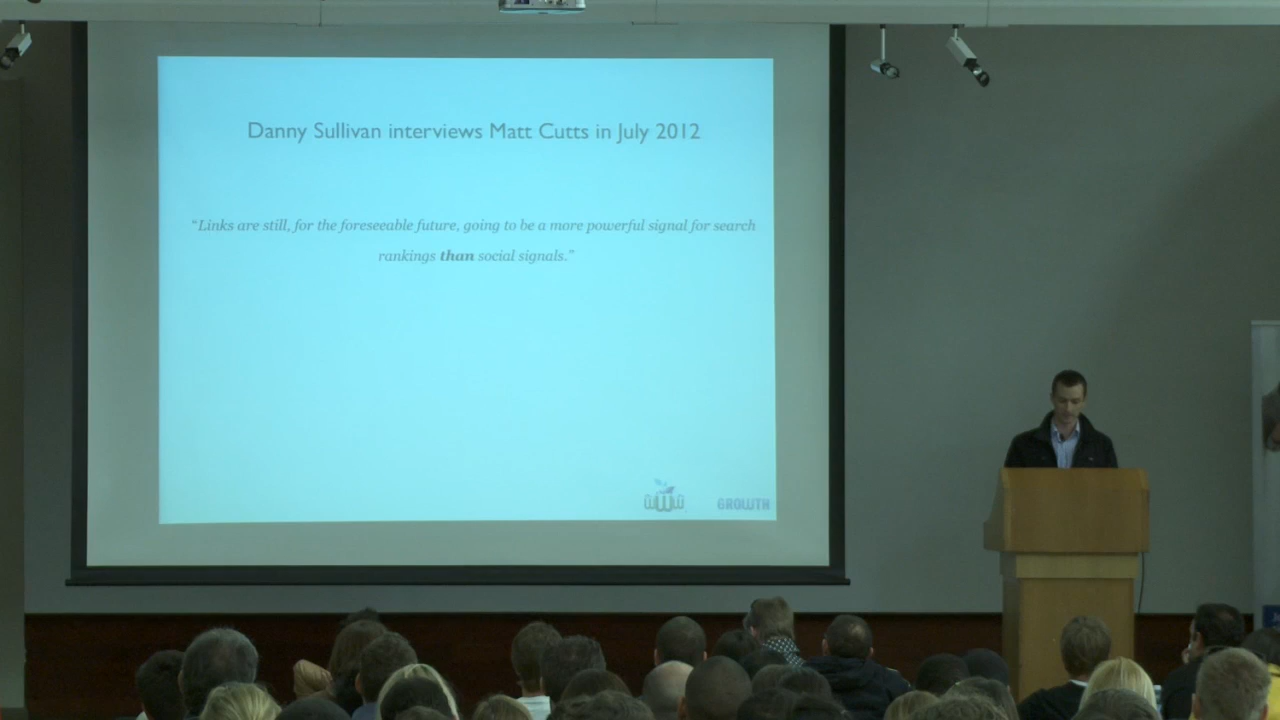 Danny Sullivan interviews Matt Cutts in July 2012
“Links are still, for the foreseeable future, going to be a more powerful signal for search
rankings than social signals.”
www
GROWTH